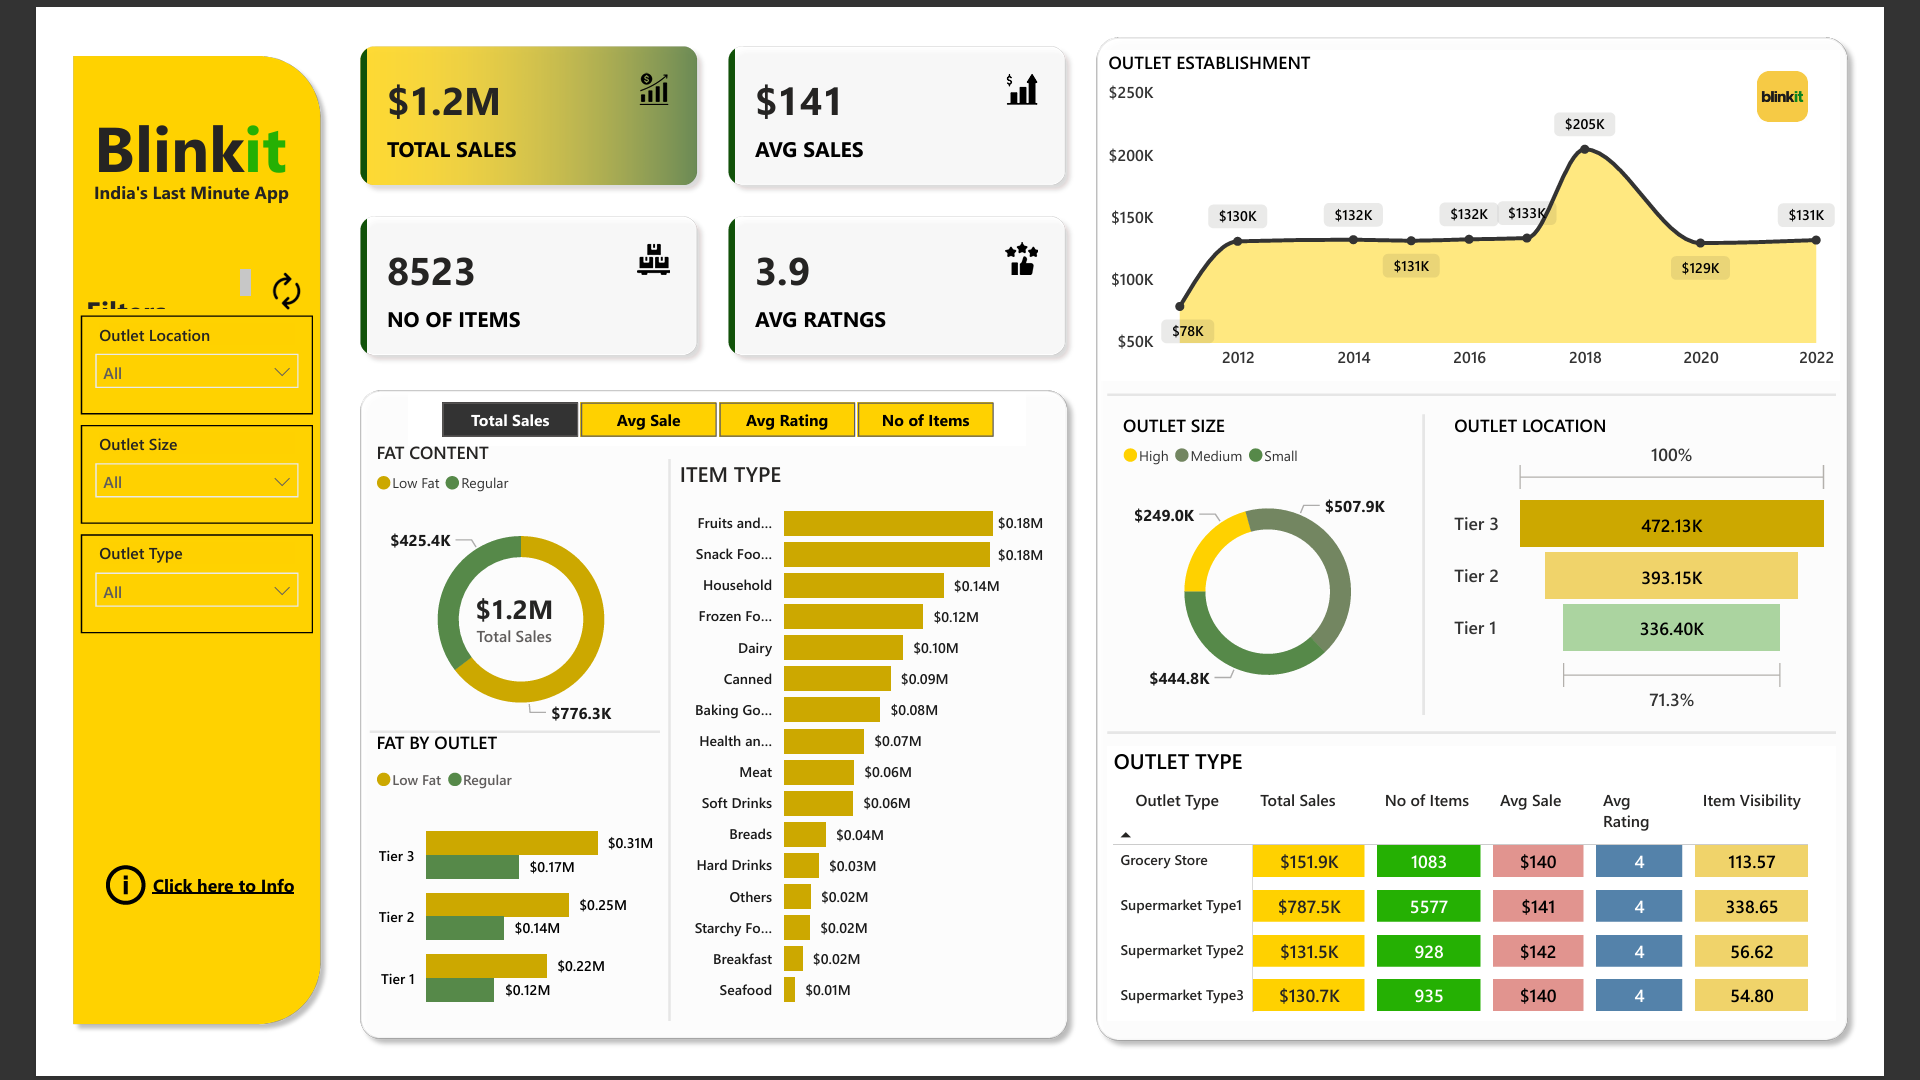 Blinkit
India's Last Minute App
Filters
Outlet Location
All
Outlet Size
All
Outlet Type
All
Click here to Info
$1.2M
TOTAL SALES
$141
AVG SALES
8523
NO OF ITEMS
3.9
AVG RATNGS
Total Sales
Avg Sale
Avg Rating
No of Items
FAT CONTENT
Low Fat
Regular
$425.4K
$1.2M
Total Sales
$776.3K
FAT BY OUTLET
Low Fat
Regular
Tier 3 $0.31M
$0.17M
Tier 2 $0.25M
$0.14M
Tier 1 $0.22M
$0.12M
ITEM TYPE
Fruits and... $0.18M
Snack Foo... $0.18M
Household $0.14M
Frozen Fo... $0.12M
Dairy $0.10M
Canned $0.09M
Baking Go... $0.08M
Health an... $0.07M
Meat $0.06M
Soft Drinks $0.06M
Breads $0.04M
Hard Drinks $0.03M
Others $0.02M
Starchy Fo... $0.02M
Breakfast $0.02M
Seafood $0.01M
OUTLET ESTABLISHMENT
blinkit
$250K
$200K
$150K
$100K
$50K
$78K
$130K
$132K
$131K
$132K
$133K
$205K
$129K
$131K
2012 2014 2016 2018 2020 2022
OUTLET SIZE
High Medium Small
$249.0K
$507.9K
$444.8K
OUTLET LOCATION
100%
Tier 3 472.13K
Tier 2 393.15K
Tier 1 336.40K
71.3%
OUTLET TYPE
Outlet Type Total Sales No of Items Avg Sale Avg Rating Item Visibility
Grocery Store $151.9K 1083 $140 4 113.57
Supermarket Type1 $787.5K 5577 $141 4 338.65
Supermarket Type2 $131.5K 928 $142 4 56.62
Supermarket Type3 $130.7K 935 $140 4 54.80